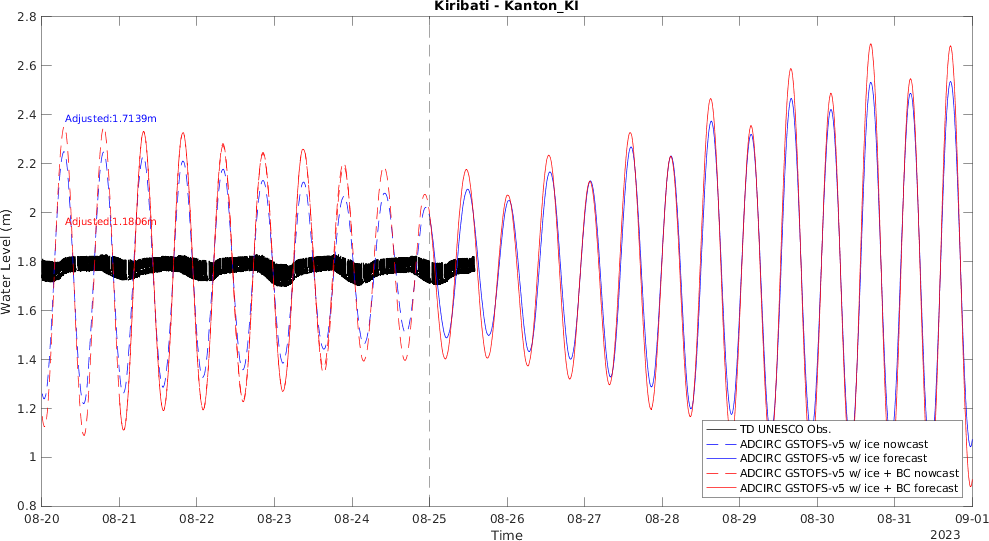 Kiribati - Kanton_KI
2.8
2.6
2.4
2.2
2
1.8
1.6
1.4
1.2
1
0.8
Water Level (m)
Adjusted:1.7139m
Adjusted:1.1806m
TD UNESCO Obs.
ADCIRC GSTOFS-v5 w/ ice nowcast
ADCIRC GSTOFS-v5 w/ ice forecast
ADCIRC GSTOFS-v5 w/ ice + BC nowcast
ADCIRC GSTOFS-v5 w/ ice + BC forecast
08-20 08-21 08-22 08-23 08-24 08-25 08-26 08-27 08-28 08-29 08-30 08-31 09-01
Time
2023